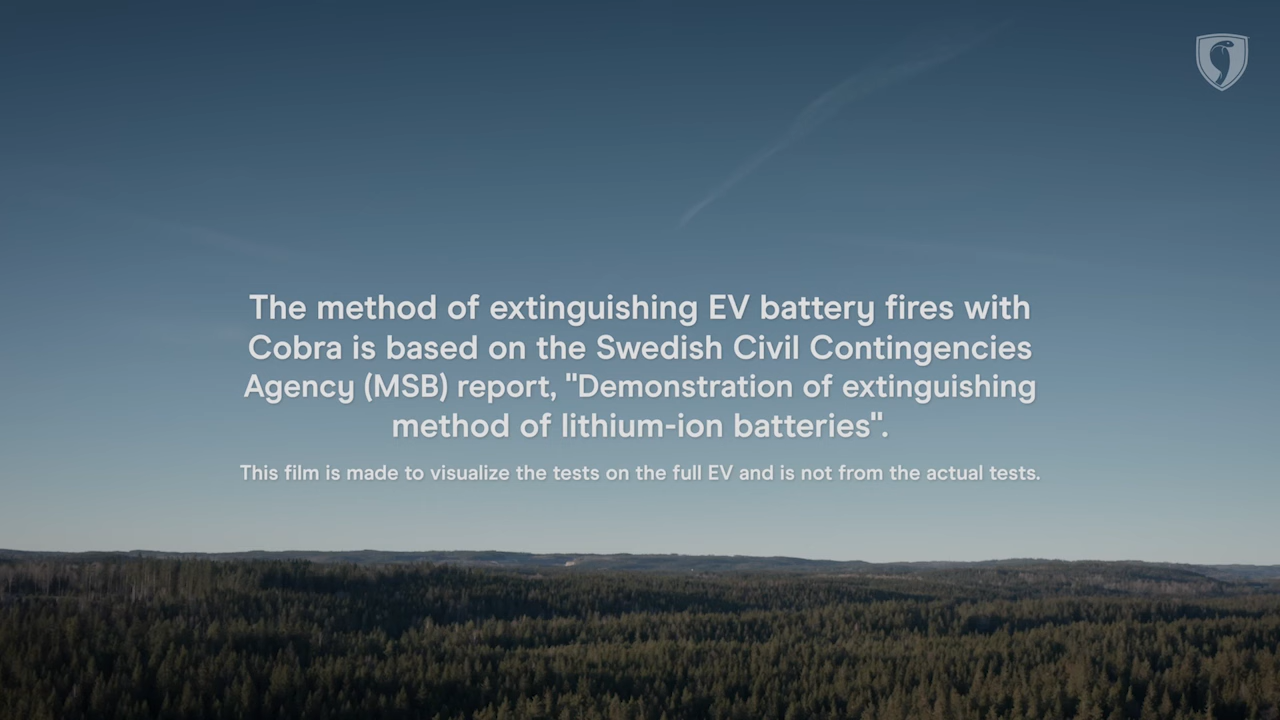 The method of extinguishing EV battery fires with
Cobra is based on the Swedish Civil Contingencies
Agency (MSB) report, "Demonstration of extinguishing
method of lithium-ion batteries".
This film is made to visualize the tests on the full EV and is not from the actual tests.